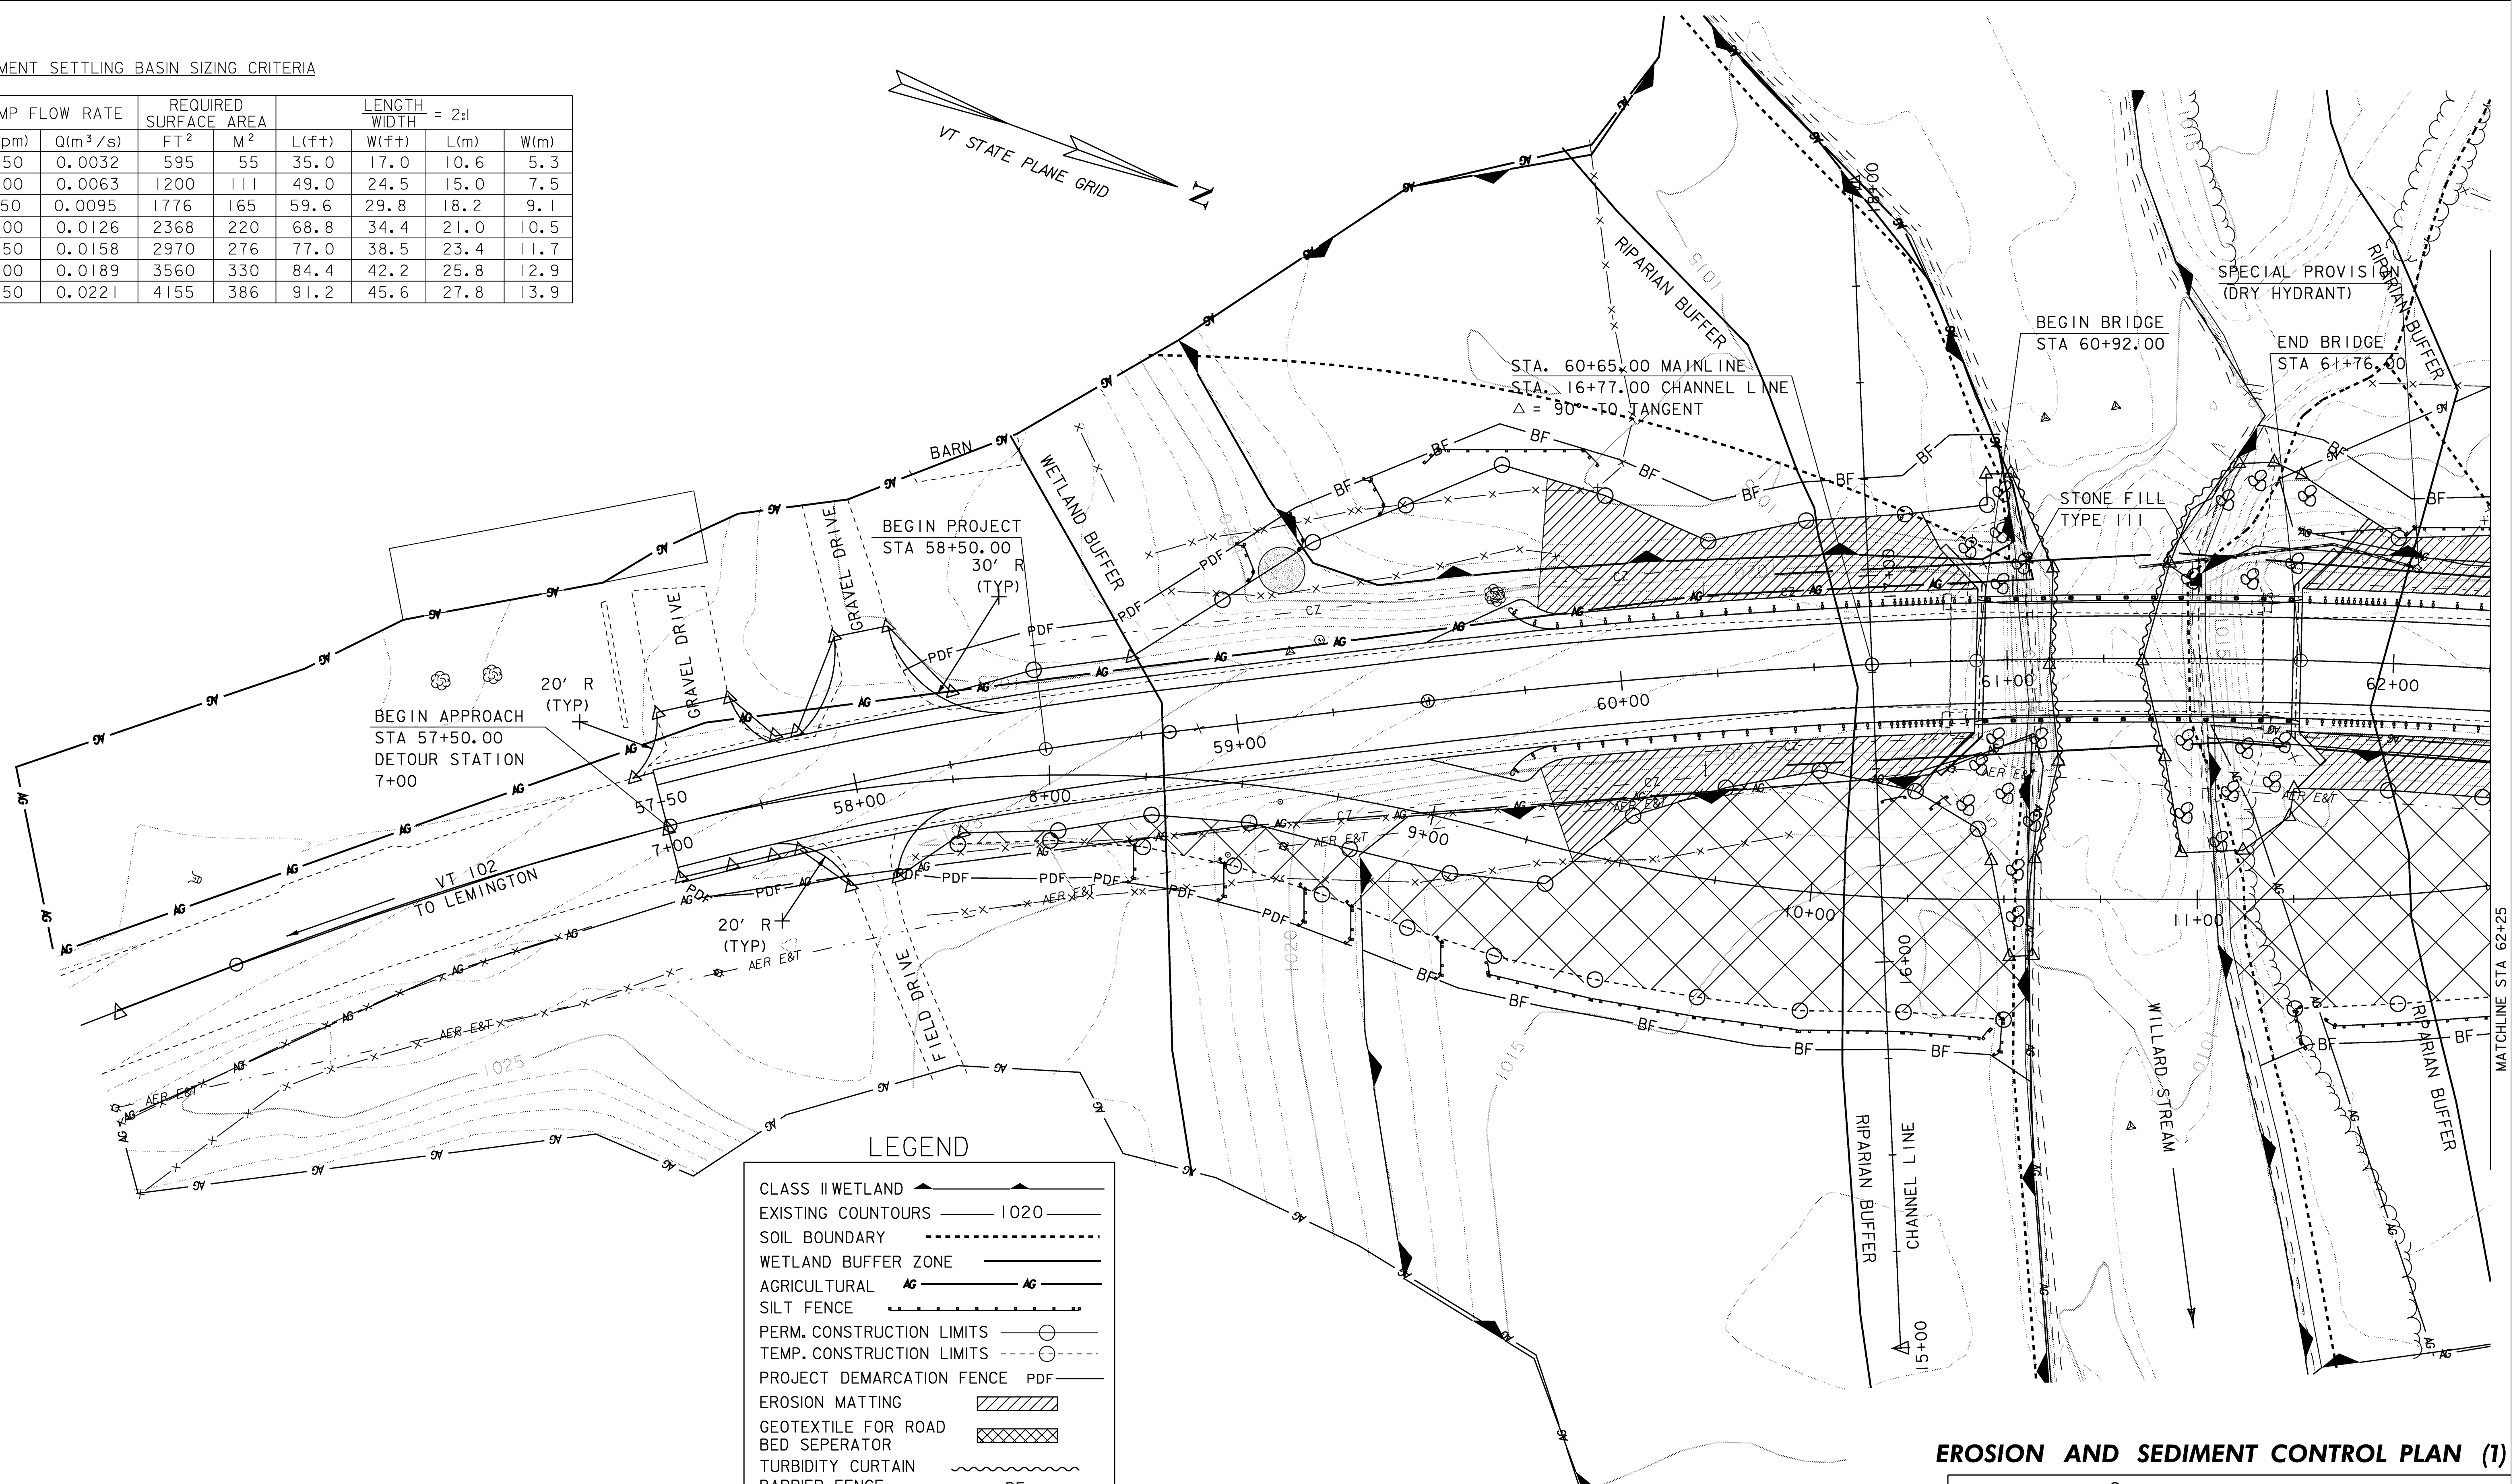 MENT SETTLING BASIN SIZING CRITERIA
MP FLOW RATE REQUIRED SURFACE AREA LENGTH WIDTH = 2:1
pm) Q(m³/s) FT² M² L(ft) W(ft) L(m) W(m)
50 0.0032 595 55 35.0 17.0 10.6 5.3
00 0.0063 1200 111 49.0 24.5 15.0 7.5
50 0.0095 1776 165 59.6 29.8 18.2 9.1
00 0.0126 2368 220 68.8 34.4 21.0 10.5
50 0.0158 2970 276 77.0 38.5 23.4 11.7
00 0.0189 3560 330 84.4 42.2 25.8 12.9
50 0.0221 4155 386 91.2 45.6 27.8 13.9
VT STATE PLANE GRID
N
RIPARIAN BUFFER
1015
18+00
1015
RIPARIAN BUFFER
SPECIAL PROVISION
(DRY HYDRANT)
BEGIN BRIDGE
STA 60+92.00
END BRIDGE
STA 61+76.00
STA. 60+65.00 MAINLINE
STA. 16+77.00 CHANNEL LINE
△ = 90° TO TANGENT
BARN
WETLAND BUFFER
GRAVEL DRIVE
BEGIN PROJECT
STA 58+50.00
30' R
(TYP)
STONE FILL
TYPE III
17+00
GRAVEL DRIVE
20' R
(TYP)
BEGIN APPROACH
STA 57+50.00
DETOUR STATION
7+00
57+50
58+00
59+00
60+00
61+00
62+00
7+00
8+00
9+00
10+00
11+00
VT 102
TO LEMINGTON
20' R
(TYP)
AER E&T
FIELD DRIVE
1025
1020
1015
1010
16+00
15+00
RIPARIAN BUFFER
CHANNEL LINE
WILLARD STREAM
RIPARIAN BUFFER
MATCHLINE STA 62+25
LEGEND
CLASS II WETLAND
EXISTING COUNTOURS 1020
SOIL BOUNDARY
WETLAND BUFFER ZONE
AGRICULTURAL AG AG
SILT FENCE
PERM. CONSTRUCTION LIMITS
TEMP. CONSTRUCTION LIMITS
PROJECT DEMARCATION FENCE PDF
EROSION MATTING
GEOTEXTILE FOR ROAD
BED SEPERATOR
TURBIDITY CURTAIN
BARRIER FENCE BF
EROSION AND SEDIMENT CONTROL PLAN (1)